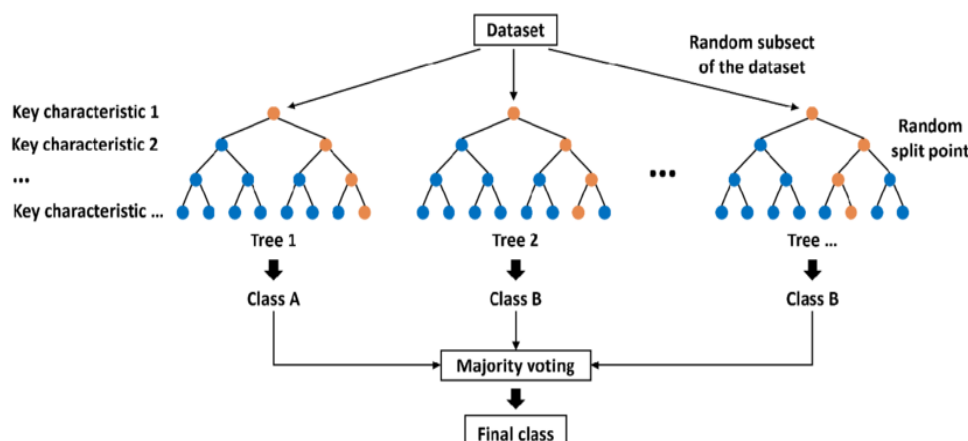 Dataset
Random subsect
of the dataset
Key characteristic 1
Key characteristic 2
Random
split point
...
...
Key characteristic ...
Tree 1
Tree 2
Tree ...
Class A
Class B
Class B
Majority voting
Final class